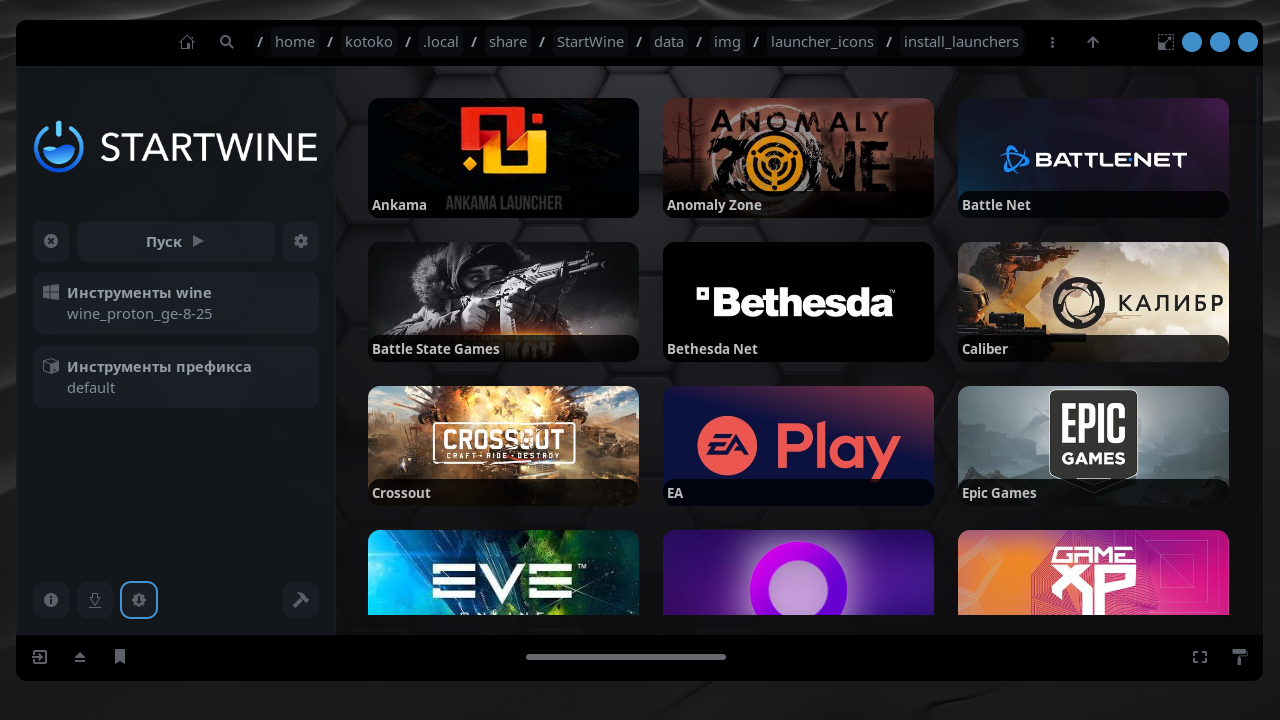 / home / kotoko / .local / share / StartWine / data / img / launcher_icons / install_launchers
STARTWINE
Пуск
Инструменты wine
wine_proton_ge-8-25
Инструменты префикса
default
ANKAMA LAUNCHER
Ankama
ANOMALY
ZONE
Anomaly Zone
BATTLE.NET
Battle Net
Battle State Games
Bethesda™
Bethesda Net
КАЛИБР
Caliber
CROSSOUT
CRAFT • RIDE • DESTROY
Crossout
EA Play
EA
EPIC
GAMES
Epic Games
EVE™
GAME
XP